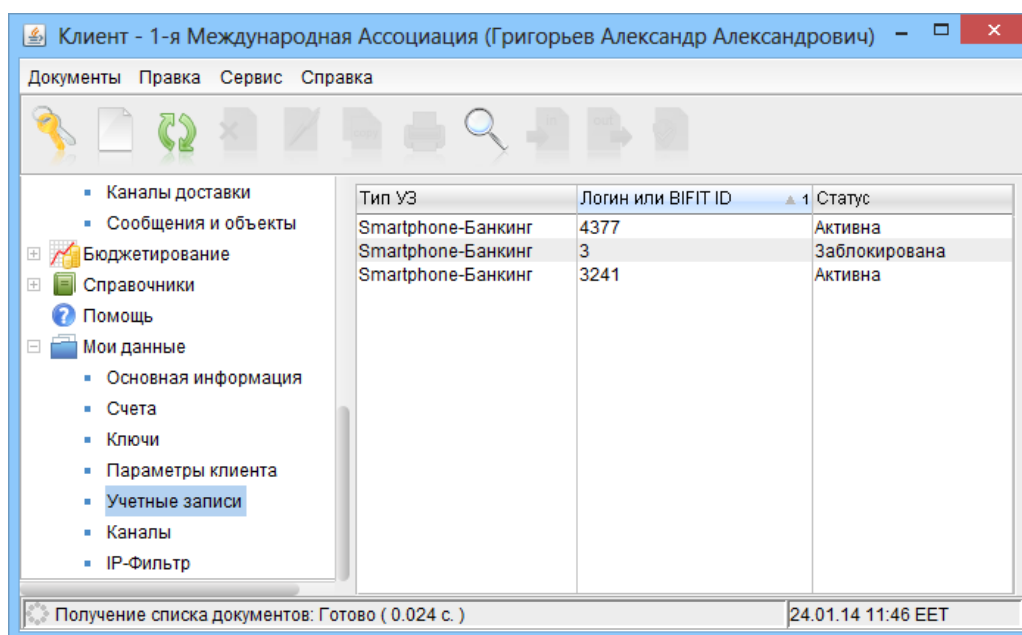 Клиент - 1-я Международная Ассоциация (Григорьев Александр Александрович)
Документы Правка Сервис Справка
Каналы доставки
Сообщения и объекты
Бюджетирование
Справочники
Помощь
Мои данные
Основная информация
Счета
Ключи
Параметры клиента
Учетные записи
Каналы
IP-Фильтр
Тип УЗ Логин или BIFIT ID 1 Статус
Smartphone-Банкинг 4377 Активна
Smartphone-Банкинг 3 Заблокирована
Smartphone-Банкинг 3241 Активна
Получение списка документов: Готово ( 0.024 с. ) 24.01.14 11:46 EET